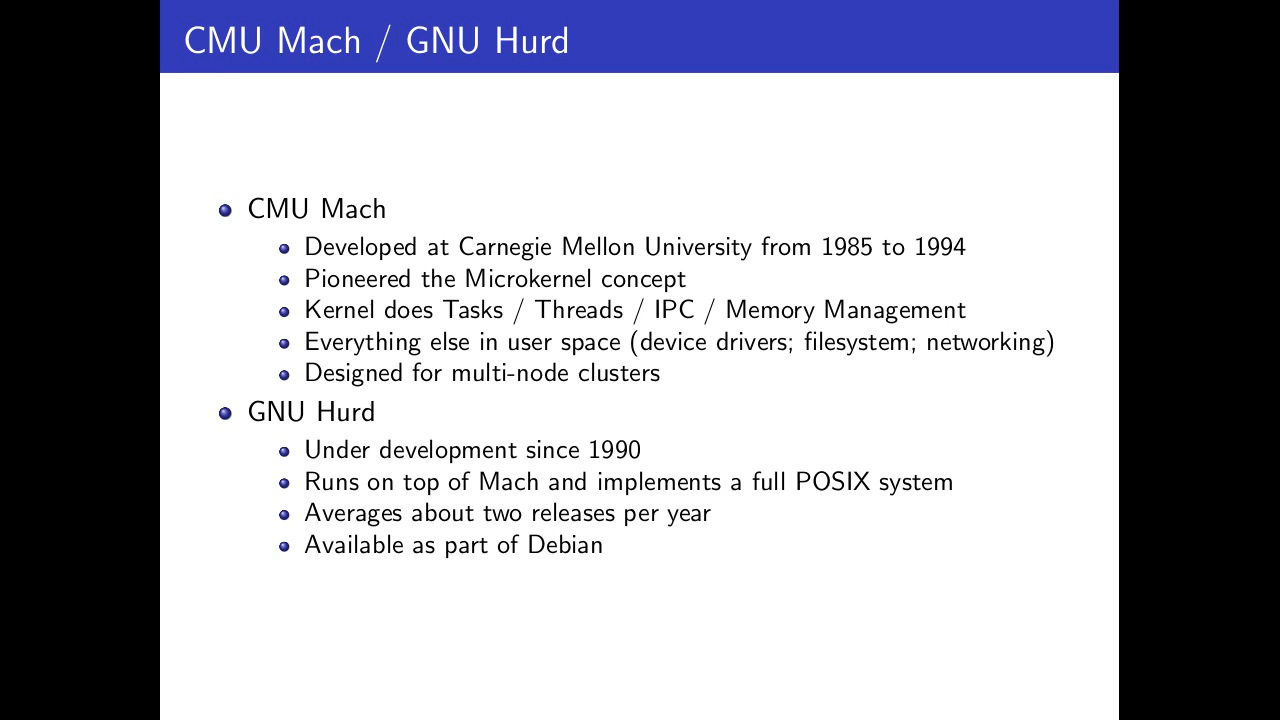 CMU Mach / GNU Hurd
CMU Mach
Developed at Carnegie Mellon University from 1985 to 1994
Pioneered the Microkernel concept
Kernel does Tasks / Threads / IPC / Memory Management
Everything else in user space (device drivers; filesystem; networking)
Designed for multi-node clusters
GNU Hurd
Under development since 1990
Runs on top of Mach and implements a full POSIX system
Averages about two releases per year
Available as part of Debian